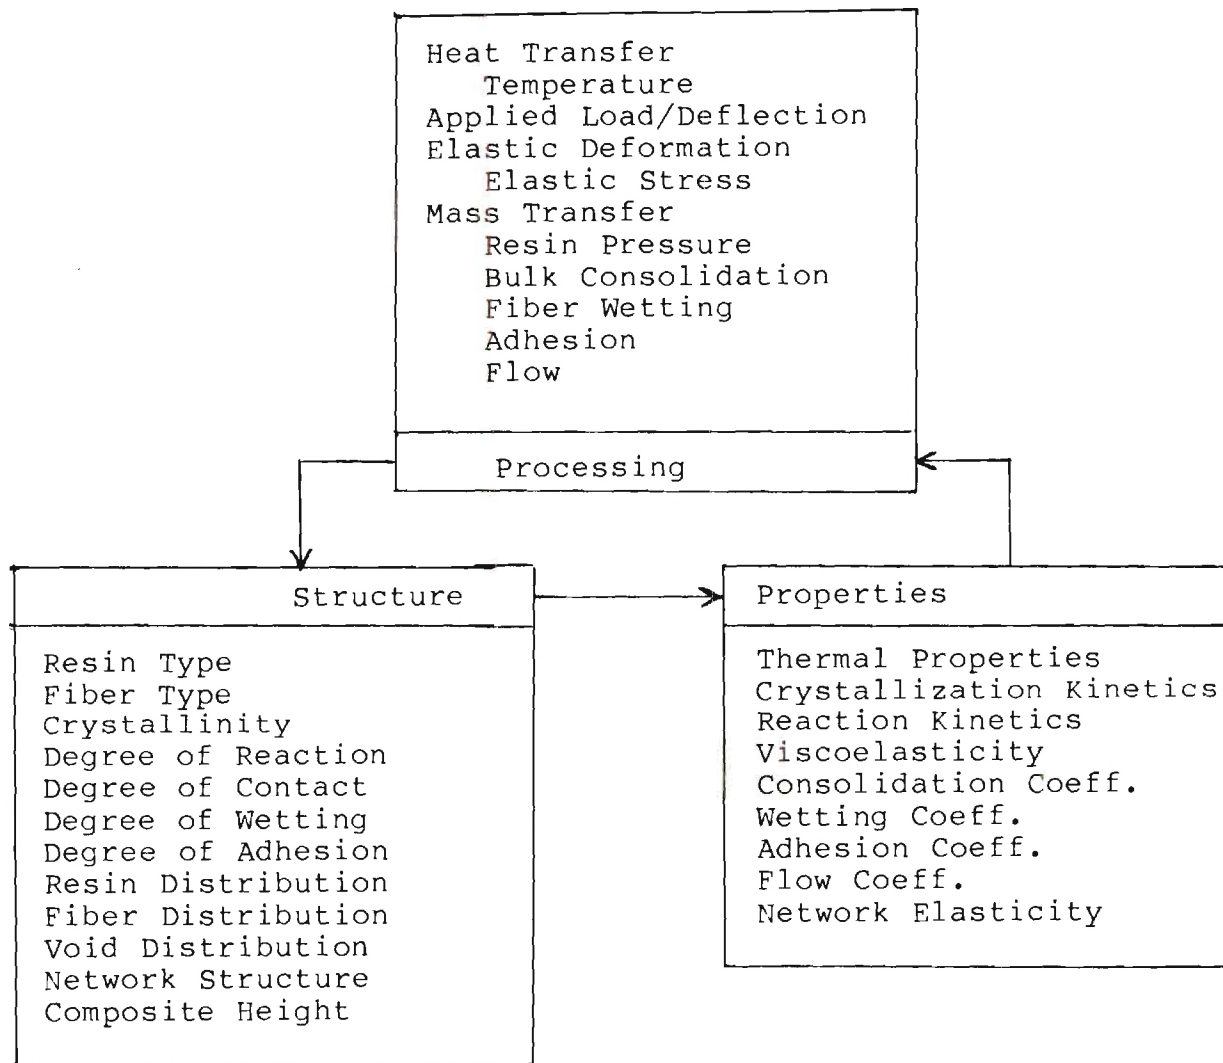 Heat Transfer
Temperature
Applied Load/Deflection
Elastic Deformation
Elastic Stress
Mass Transfer
Resin Pressure
Bulk Consolidation
Fiber Wetting
Adhesion
Flow
Processing
Structure
Resin Type
Fiber Type
Crystallinity
Degree of Reaction
Degree of Contact
Degree of Wetting
Degree of Adhesion
Resin Distribution
Fiber Distribution
Void Distribution
Network Structure
Composite Height
Properties
Thermal Properties
Crystallization Kinetics
Reaction Kinetics
Viscoelasticity
Consolidation Coeff.
Wetting Coeff.
Adhesion Coeff.
Flow Coeff.
Network Elasticity